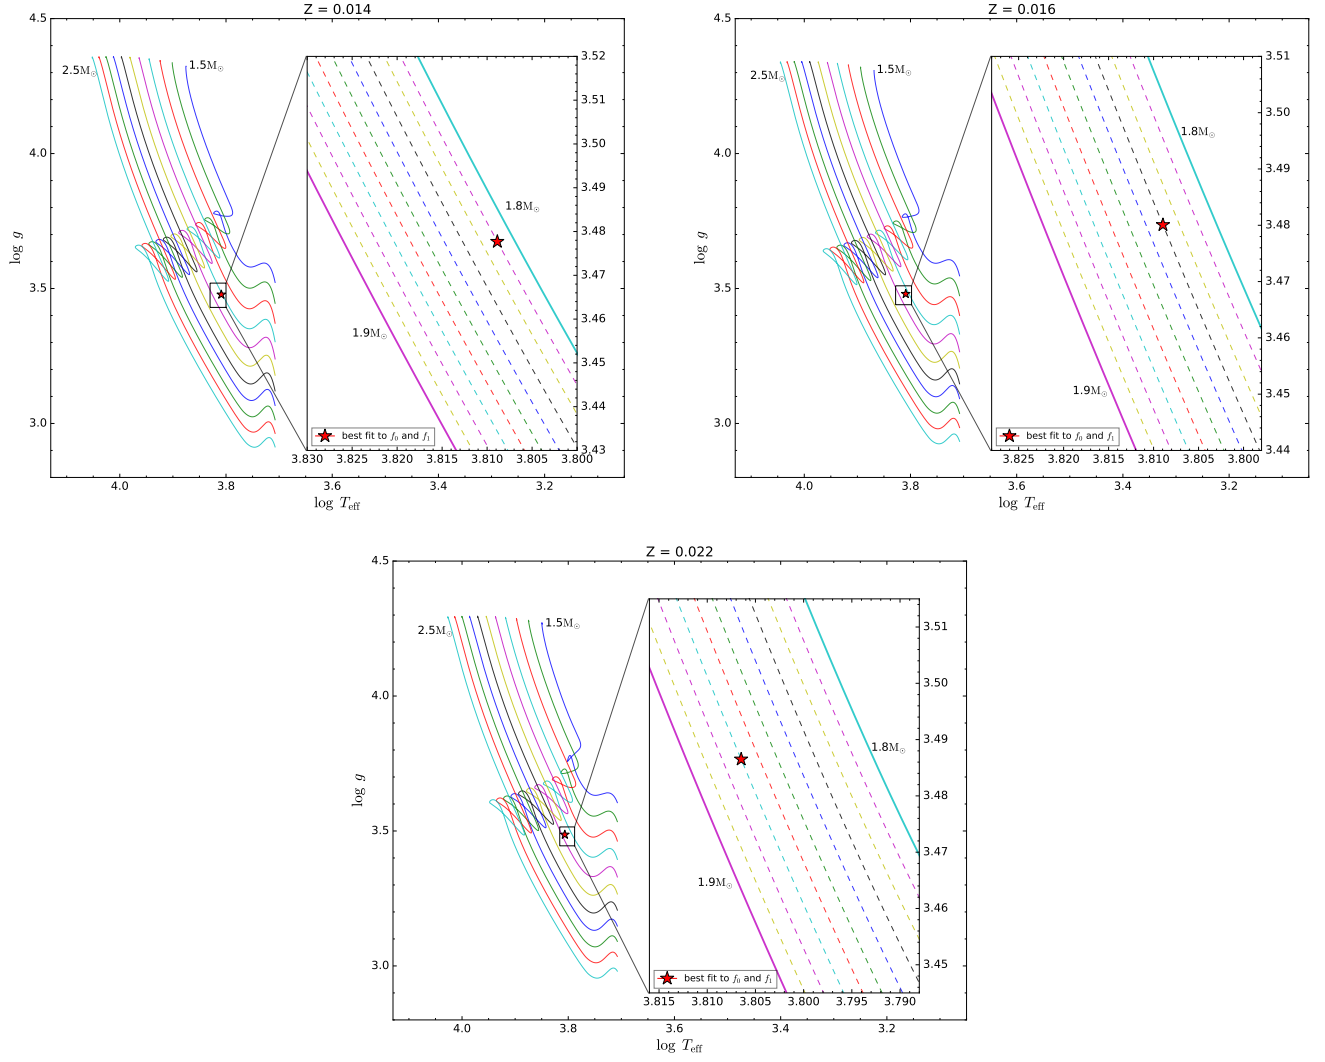 Z = 0.014
4.5
4.0
3.5
3.0
log g
2.5M⊙
1.5M⊙
3.52
3.51
3.50
3.49
3.48
3.47
3.46
3.45
3.44
3.43
1.8M⊙
1.9M⊙
best fit to f₀ and f₁
3.830 3.825 3.820 3.815 3.810 3.805 3.800
4.0 3.8 3.6 3.4 3.2
log Teff
Z = 0.016
4.5
4.0
3.5
3.0
log g
2.5M⊙
1.5M⊙
3.51
3.50
3.49
3.48
3.47
3.46
3.45
3.44
1.8M⊙
1.9M⊙
best fit to f₀ and f₁
3.825 3.820 3.815 3.810 3.805 3.800
4.0 3.8 3.6 3.4 3.2
log Teff
Z = 0.022
4.5
4.0
3.5
3.0
log g
2.5M⊙
1.5M⊙
3.51
3.50
3.49
3.48
3.47
3.46
3.45
1.8M⊙
1.9M⊙
best fit to f₀ and f₁
3.815 3.810 3.805 3.800 3.795 3.790
4.0 3.8 3.6 3.4 3.2
log Teff